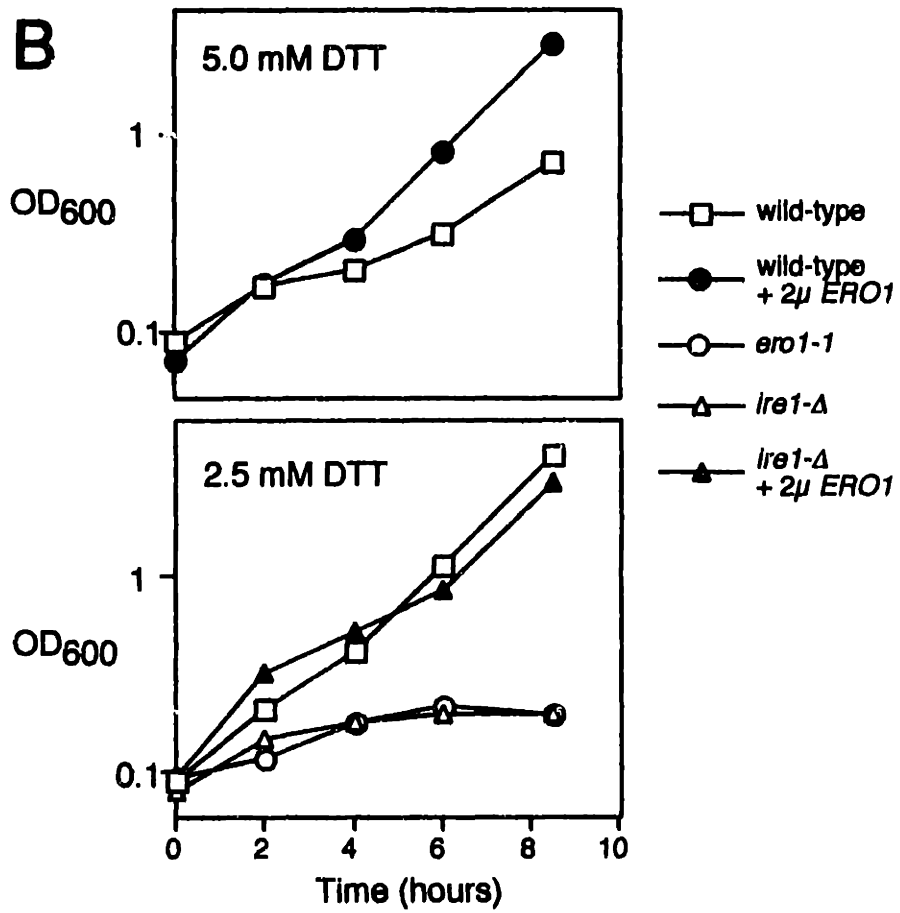 B
5.0 mM DTT
1
OD600
0.1
wild-type
wild-type
+ 2µ ERO1
ero1-1
ire1-Δ
ire1-Δ
+ 2µ ERO1
2.5 mM DTT
1
OD600
0.1
0 2 4 6 8 10
Time (hours)